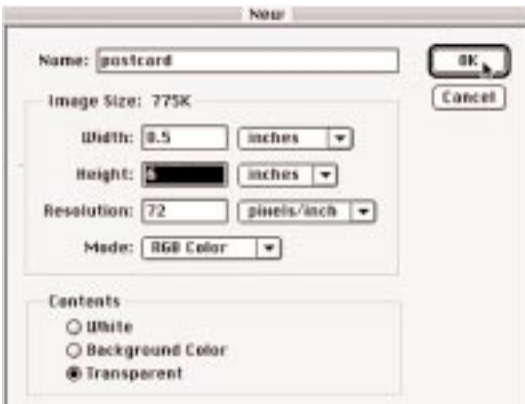 New
Name: postcard
OK
Cancel
Image Size: 775K
Width: 8.5 inches
Height: 6 inches
Resolution: 72 pixels/inch
Mode: RGB Color
Contents
White
Background Color
Transparent